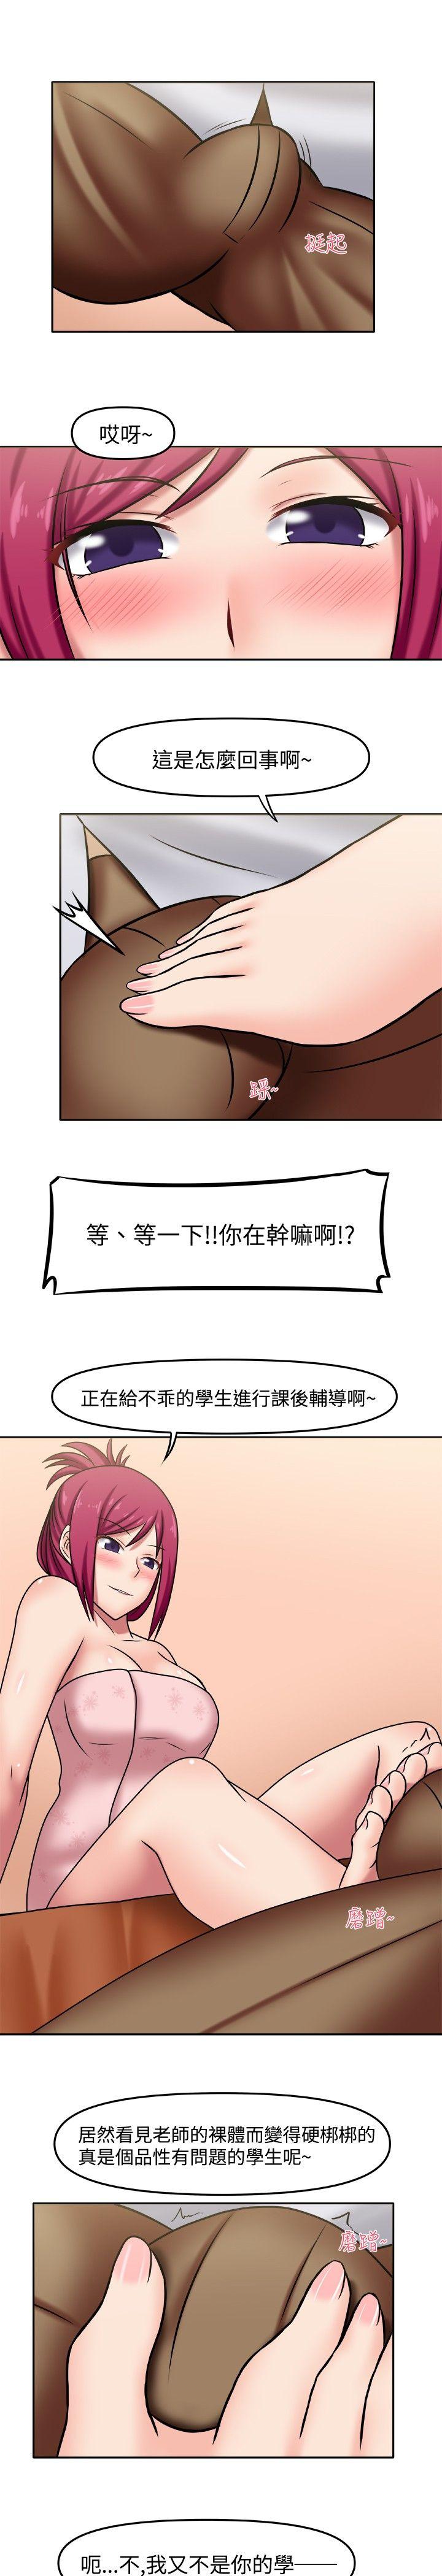 挺起
哎呀~
這是怎麼回事啊~
踩~
等、等一下!!你在幹嘛啊!?
正在給不乖的學生進行課後輔導啊~
磨蹭~
居然看見老師的裸體而變得硬梆梆的
真是個品性有問題的學生呢~
磨蹭~
呃...不,我又不是你的學──